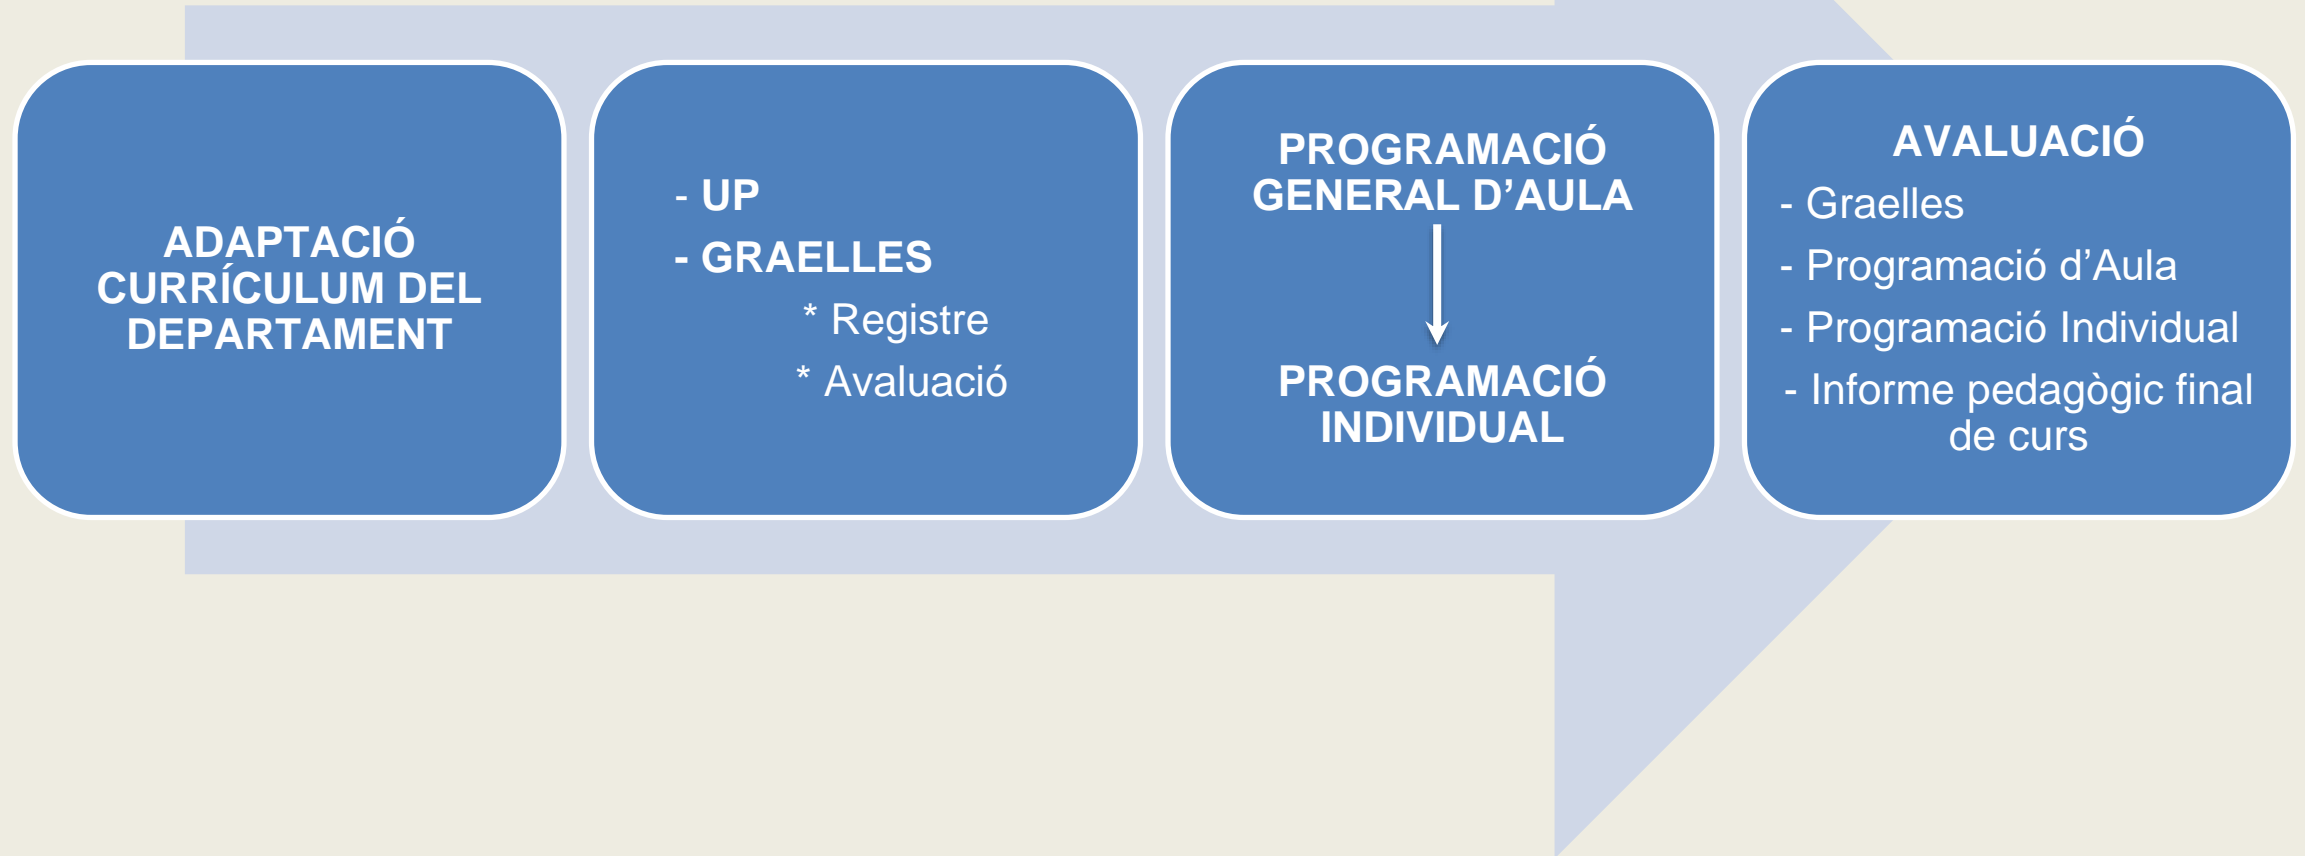 ADAPTACIÓ
CURRÍCULUM DEL
DEPARTAMENT
- UP
- GRAELLES
* Registre
* Avaluació
PROGRAMACIÓ
GENERAL D’AULA
PROGRAMACIÓ
INDIVIDUAL
AVALUACIÓ
- Graelles
- Programació d’Aula
- Programació Individual
- Informe pedagògic final
de curs